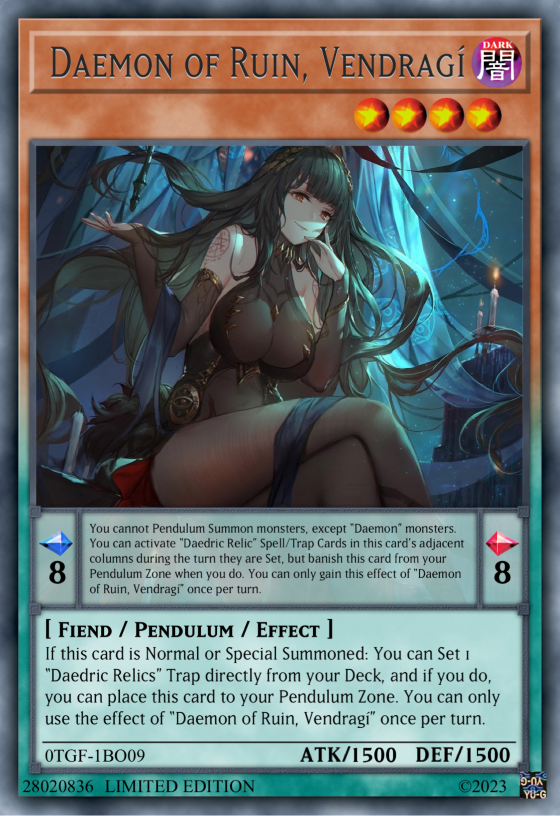 Daemon of Ruin, Vendragí
DARK
闇
8
You cannot Pendulum Summon monsters, except "Daemon" monsters.
You can activate "Daedric Relic" Spell/Trap Cards in this card's adjacent
columns during the turn they are Set, but banish this card from your
Pendulum Zone when you do. You can only gain this effect of "Daemon
of Ruin, Vendragí" once per turn.
8
[ Fiend / Pendulum / Effect ]
If this card is Normal or Special Summoned: You can Set 1
"Daedric Relics" Trap directly from your Deck, and if you do,
you can place this card to your Pendulum Zone. You can only
use the effect of "Daemon of Ruin, Vendragí" once per turn.
0TGF-1BO09 ATK/1500 DEF/1500
28020836 LIMITED EDITION ©2023
YU-G